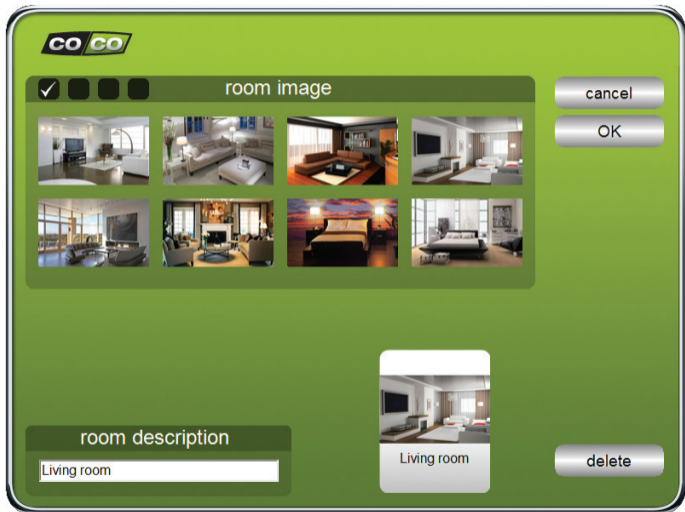 CO CO
room image
cancel
OK
Living room
room description
Living room
delete